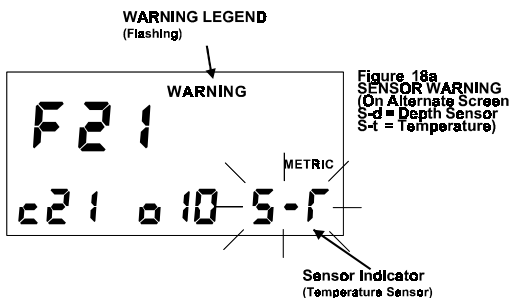 WARNING LEGEND
(Flashing)
WARNING
F21
METRIC
c21 o10 S-T
Figure 18a
SENSOR WARNING
(On Alternate Screen
S-d = Depth Sensor
S-t = Temperature)
Sensor Indicator
(Temperature Sensor)